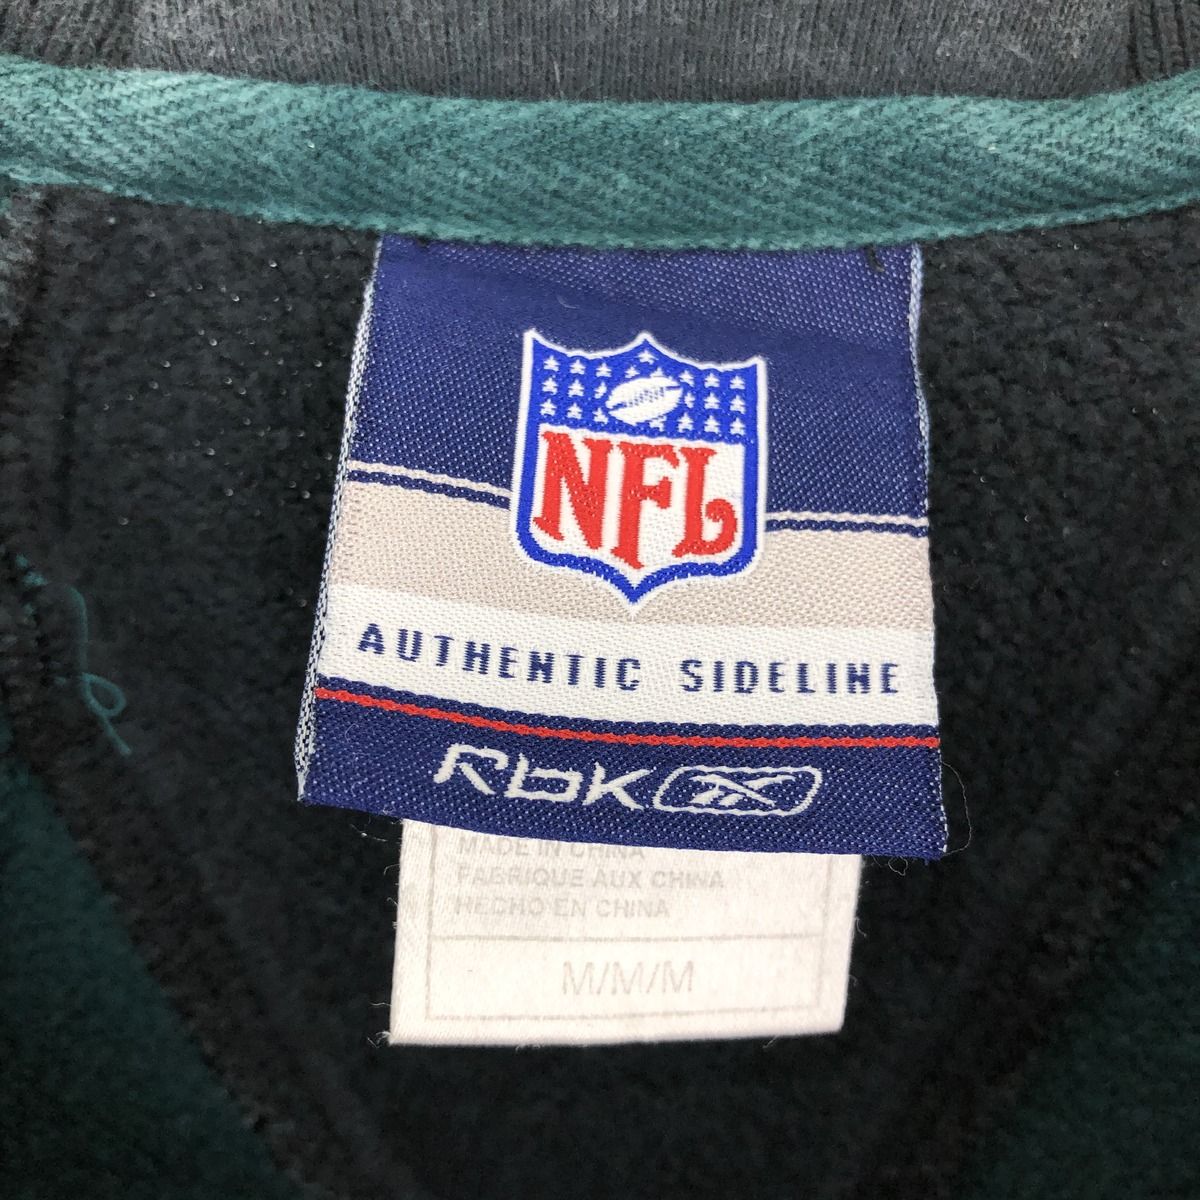 NFL
AUTHENTIC SIDELINE
RBK
MADE IN CHINA
FABRIQUE AUX CHINA
HECHO EN CHINA
M/M/M